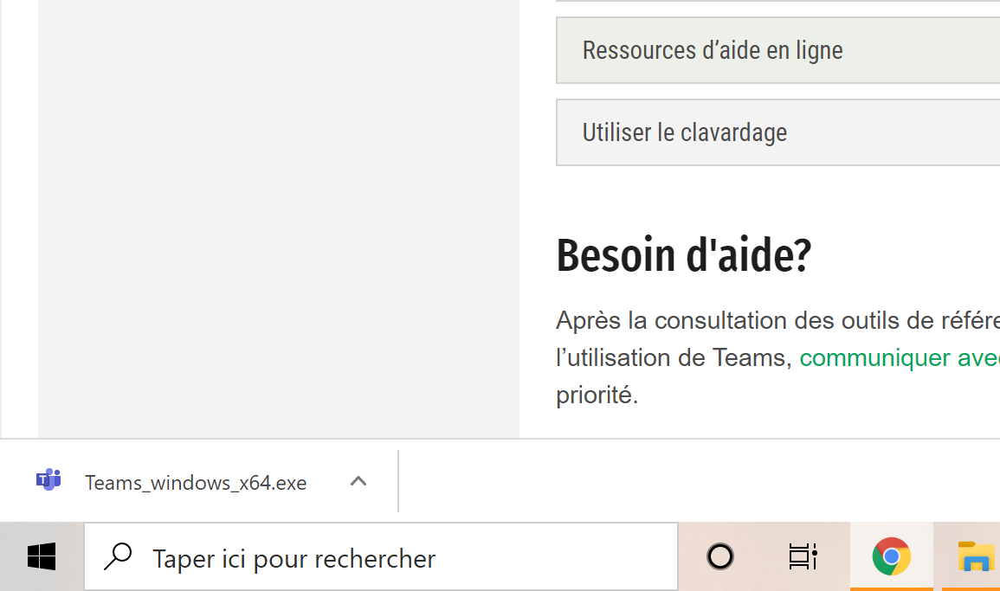 Ressources d’aide en ligne
Utiliser le clavardage
Besoin d'aide?
Après la consultation des outils de référe
l’utilisation de Teams, communiquer avec
priorité.
Teams_windows_x64.exe
Taper ici pour rechercher